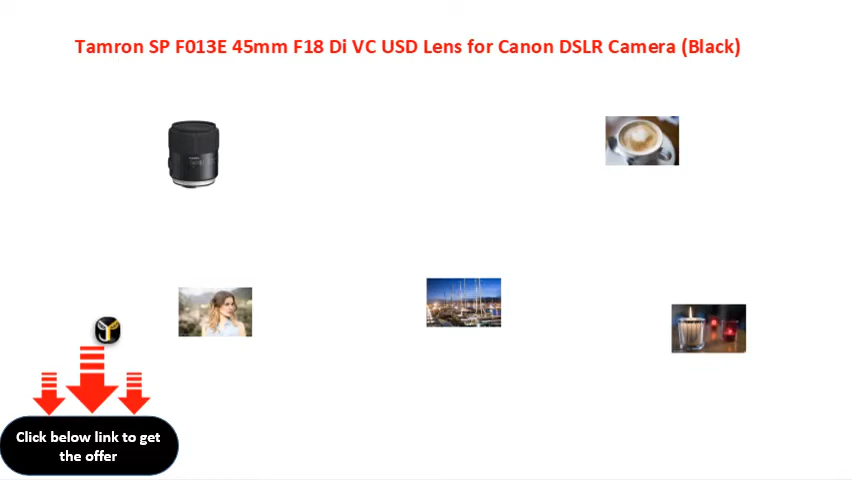 Tamron SP F013E 45mm F18 Di VC USD Lens for Canon DSLR Camera (Black)
Click below link to get
the offer